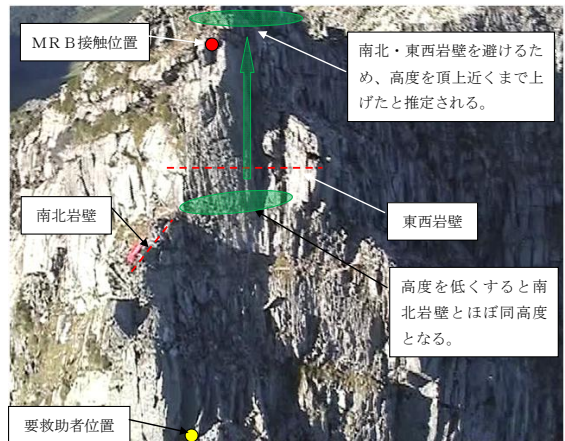 ＭＲＢ接触位置
南北・東西岩壁を避けるた
め、高度を頂上近くまで上
げたと推定される。
南北岩壁
東西岩壁
高度を低くすると南
北岩壁とほぼ同高度
となる。
要救助者位置